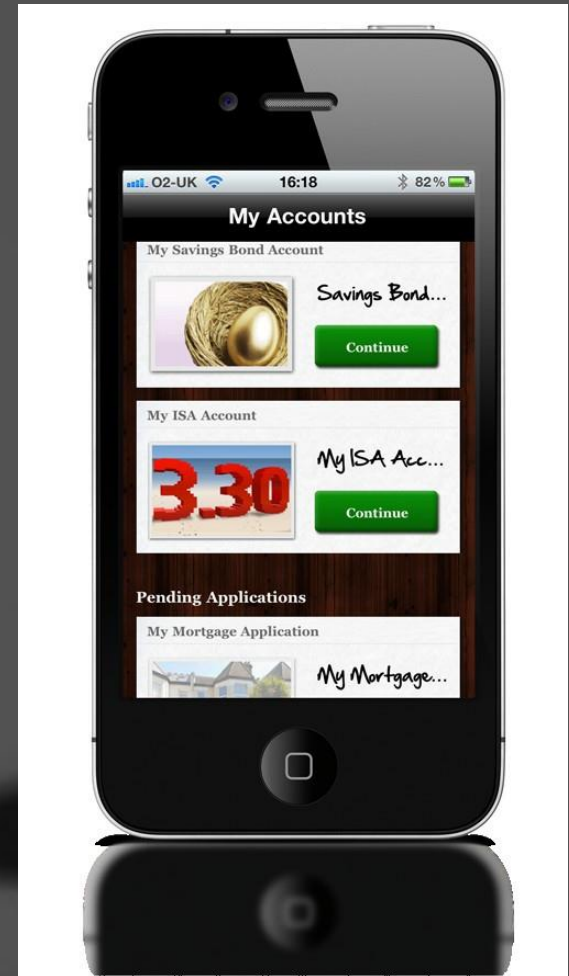 O2-UK 16:18 82%
My Accounts
My Savings Bond Account
Savings Bond...
Continue
My ISA Account
3.30
My ISA Acc...
Continue
Pending Applications
My Mortgage Application
My Mortgage...